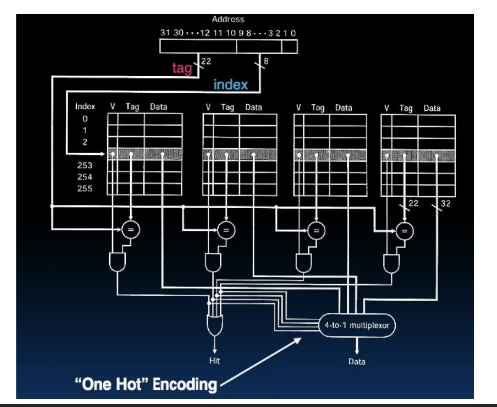 Address
31 30 ··· 12 11 10 9 8 ··· 3 2 1 0
22
8
tag
index
Index V Tag Data V Tag Data V Tag Data V Tag Data
0
1
2
253
254
255
22 32
= = = =
4-to-1 multiplexor
Hit Data
"One Hot" Encoding